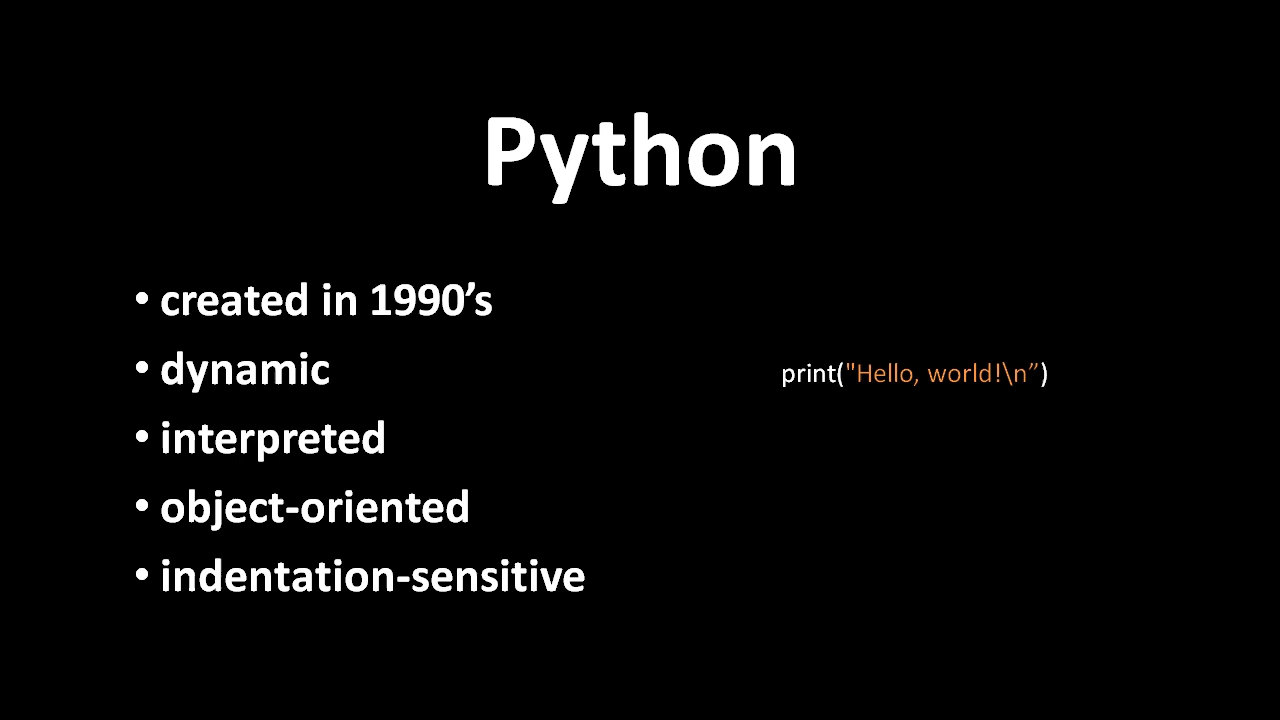 Python
• created in 1990’s
• dynamic
• interpreted
• object-oriented
• indentation-sensitive
print("Hello, world!\n”)